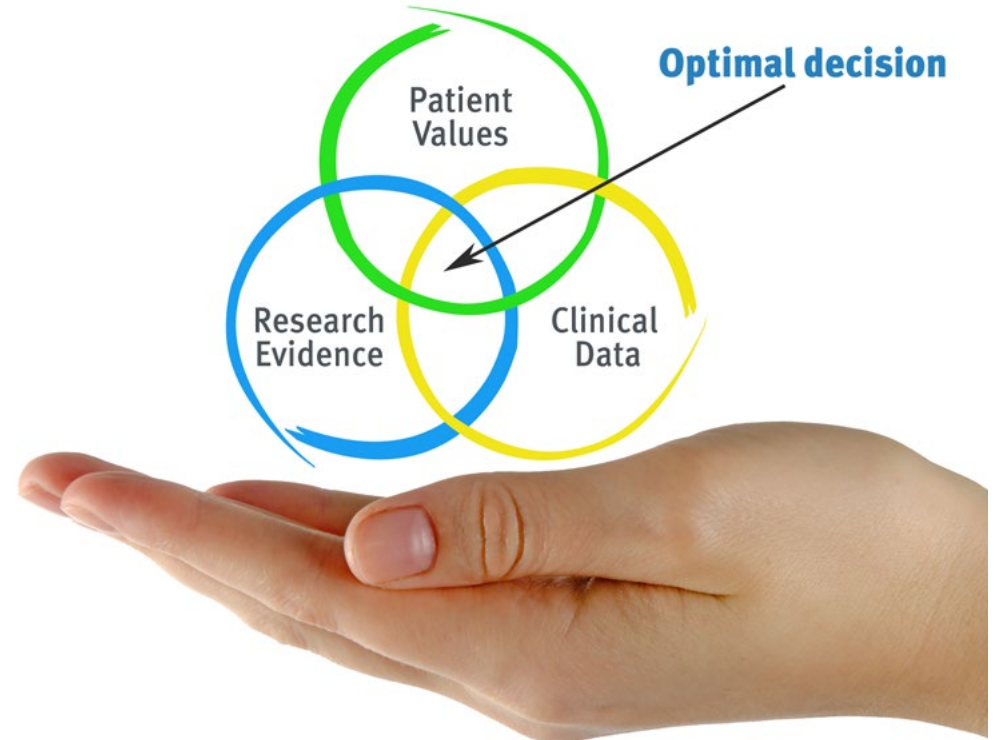 Optimal decision
Patient
Values
Research
Evidence
Clinical
Data